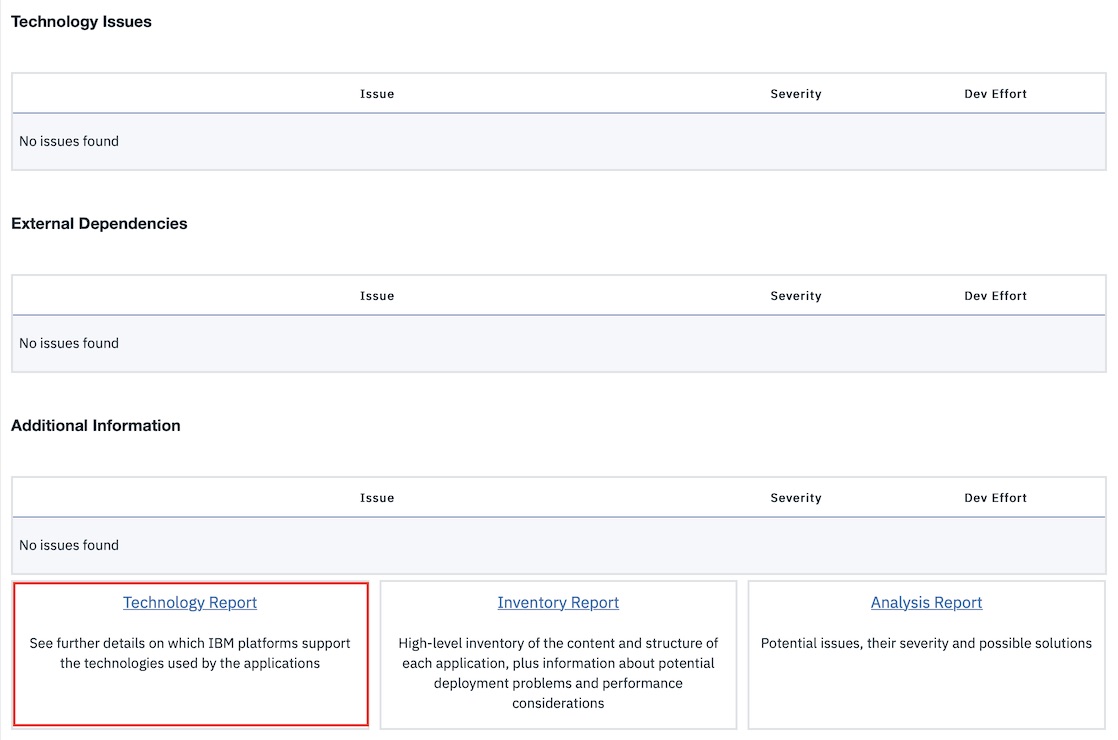 Technology Issues
Issue Severity Dev Effort
No issues found
External Dependencies
Issue Severity Dev Effort
No issues found
Additional Information
Issue Severity Dev Effort
No issues found
Technology Report
See further details on which IBM platforms support
the technologies used by the applications
Inventory Report
High-level inventory of the content and structure of
each application, plus information about potential
deployment problems and performance
considerations
Analysis Report
Potential issues, their severity and possible solutions